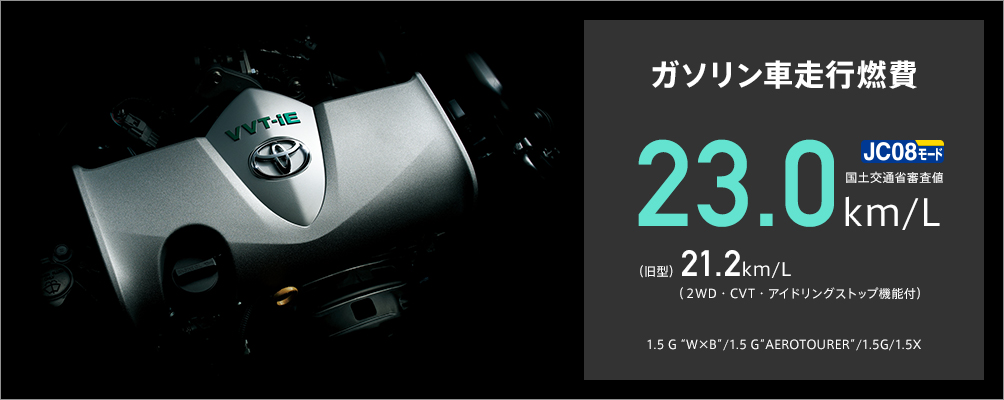 VVT-iE
ガソリン車走行燃費
JC08モード
国土交通省審査値
23.0 km/L
(旧型) 21.2km/L
(2WD・CVT・アイドリングストップ機能付)
1.5 G "W×B"/1.5 G"AEROTOURER"/1.5G/1.5X